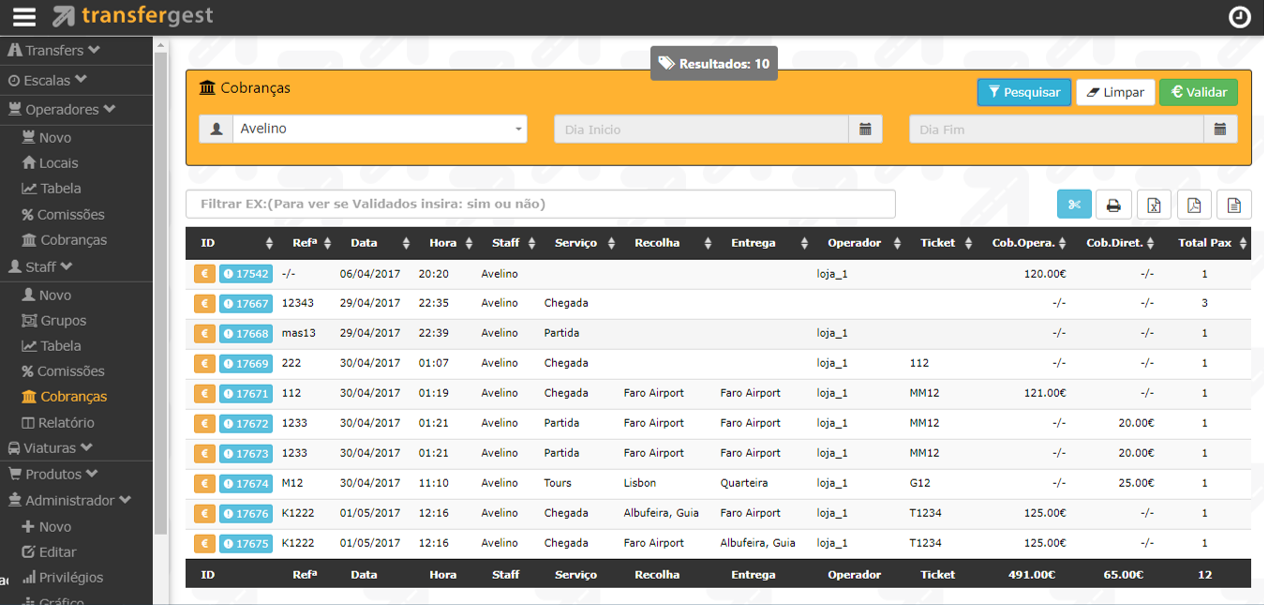 transfergest
Transfers
Escalas
Operadores
Novo
Locais
Tabela
Comissões
Cobranças
Staff
Novo
Grupos
Tabela
Comissões
Cobranças
Relatório
Viaturas
Produtos
Administrador
Novo
Editar
Privilégios
Gráfico
Resultados: 10
Cobranças
Pesquisar Limpar € Validar
Avelino Dia Inicio Dia Fim
Filtrar EX:(Para ver se Validados insira: sim ou não)
ID Refª Data Hora Staff Serviço Recolha Entrega Operador Ticket Cob.Opera. Cob.Diret. Total Pax
€ 17542 -/- 06/04/2017 20:20 Avelino loja_1 120.00€ -/- 1
€ 17667 12343 29/04/2017 22:35 Avelino Chegada -/- -/- 3
€ 17668 mas13 29/04/2017 22:39 Avelino Partida loja_1 -/- -/- 1
€ 17669 222 30/04/2017 01:07 Avelino Chegada loja_1 112 -/- -/- 1
€ 17671 112 30/04/2017 01:19 Avelino Chegada Faro Airport Faro Airport loja_1 MM12 121.00€ -/- 1
€ 17672 1233 30/04/2017 01:21 Avelino Partida Faro Airport Faro Airport loja_1 MM12 -/- 20.00€ 1
€ 17673 1233 30/04/2017 01:21 Avelino Partida Faro Airport Faro Airport loja_1 MM12 -/- 20.00€ 1
€ 17674 M12 30/04/2017 11:10 Avelino Tours Lisbon Quarteira loja_1 G12 -/- 25.00€ 1
€ 17676 K1222 01/05/2017 12:16 Avelino Chegada Albufeira, Guia Faro Airport loja_1 T1234 125.00€ -/- 1
€ 17675 K1222 01/05/2017 12:16 Avelino Chegada Faro Airport Albufeira, Guia loja_1 T1234 125.00€ -/- 1
ID Refª Data Hora Staff Serviço Recolha Entrega Operador Ticket 491.00€ 65.00€ 12